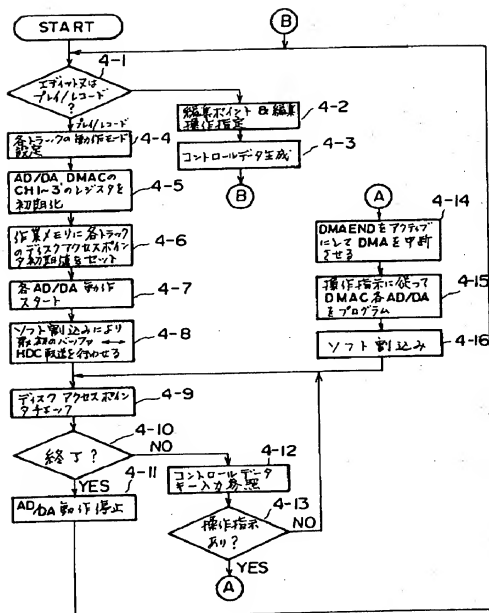 START
B
4-1
エディット又は
プレイ/レコード
?
プレイ/レコード
編集ポイント&編集
操作指定
4-2
コントロールデータ生成
4-3
B
各トラックの動作モード
設定
4-4
AD/DA, DMACの
CH1~3のレジスタを
初期化
4-5
作業メモリに各トラック
のディスクアクセスポイン
タ初期値をセット
4-6
各AD/DA動作
スタート
4-7
ソフト割込みにより
最初のバッファ↔
HDC転送を行わせる
4-8
A
DMAENDをアクティブ
にしてDMAを中断
させる
4-14
操作指示に従って
DMAC各AD/DA
をプログラム
4-15
ソフト割込み
4-16
ディスクアクセスポイン
タチェック
4-9
終了?
4-10
NO
YES
AD/DA動作停止
4-11
コントロールデータ
キー入力参照
4-12
操作指示
あり?
4-13
NO
YES
A